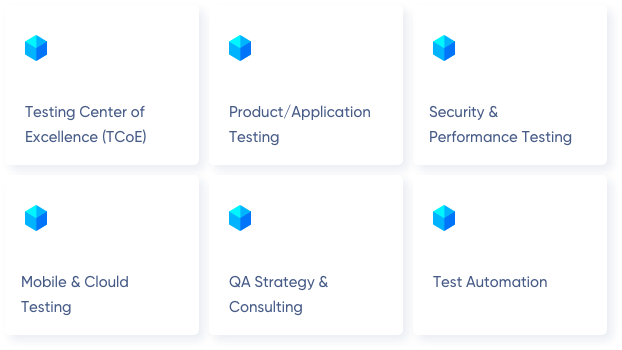 Testing Center of
Excellence (TCoE)
Product/Application
Testing
Security &
Performance Testing
Mobile & Clould
Testing
QA Strategy &
Consulting
Test Automation